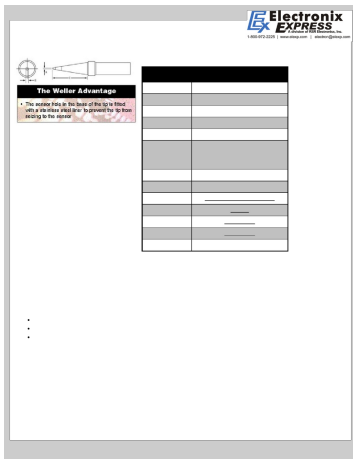 Electronix
EXPRESS
A division of RSR Electronics, Inc.
1-800-972-2225 | www.elexp.com | electron@elexp.com
The Weller Advantage
• The sensor hole in the base of the tip is fitted
with a stainless steel liner to prevent the tip from
seizing to the sensor